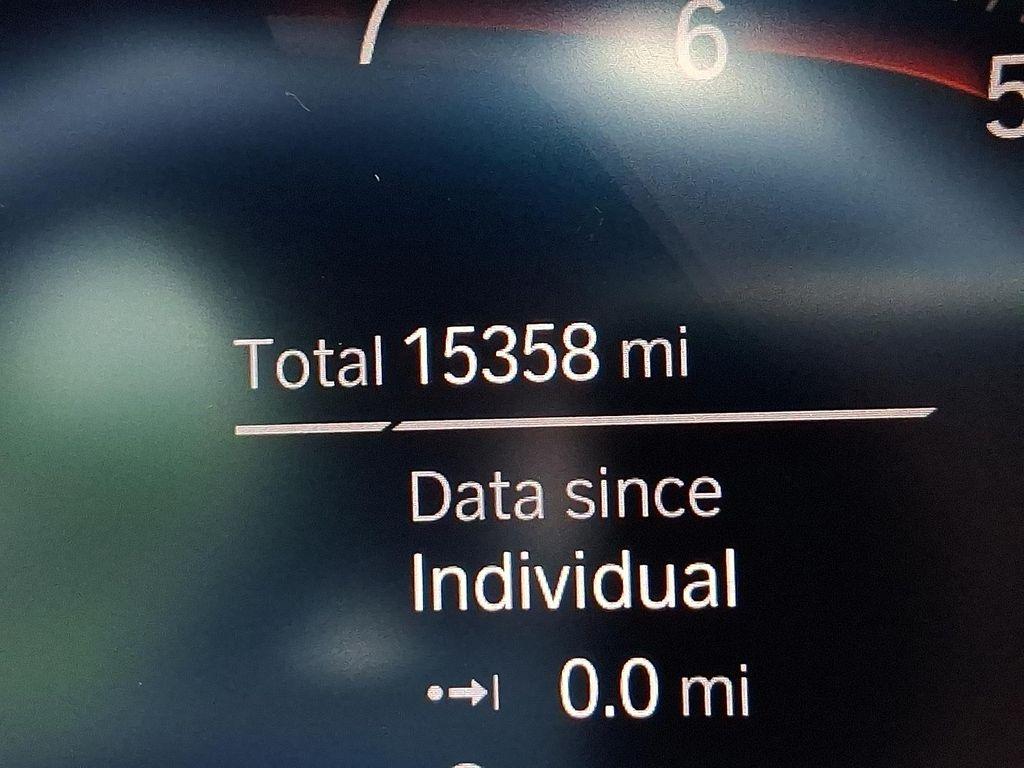 7 6 5
Total 15358 mi
Data since
Individual
0.0 mi